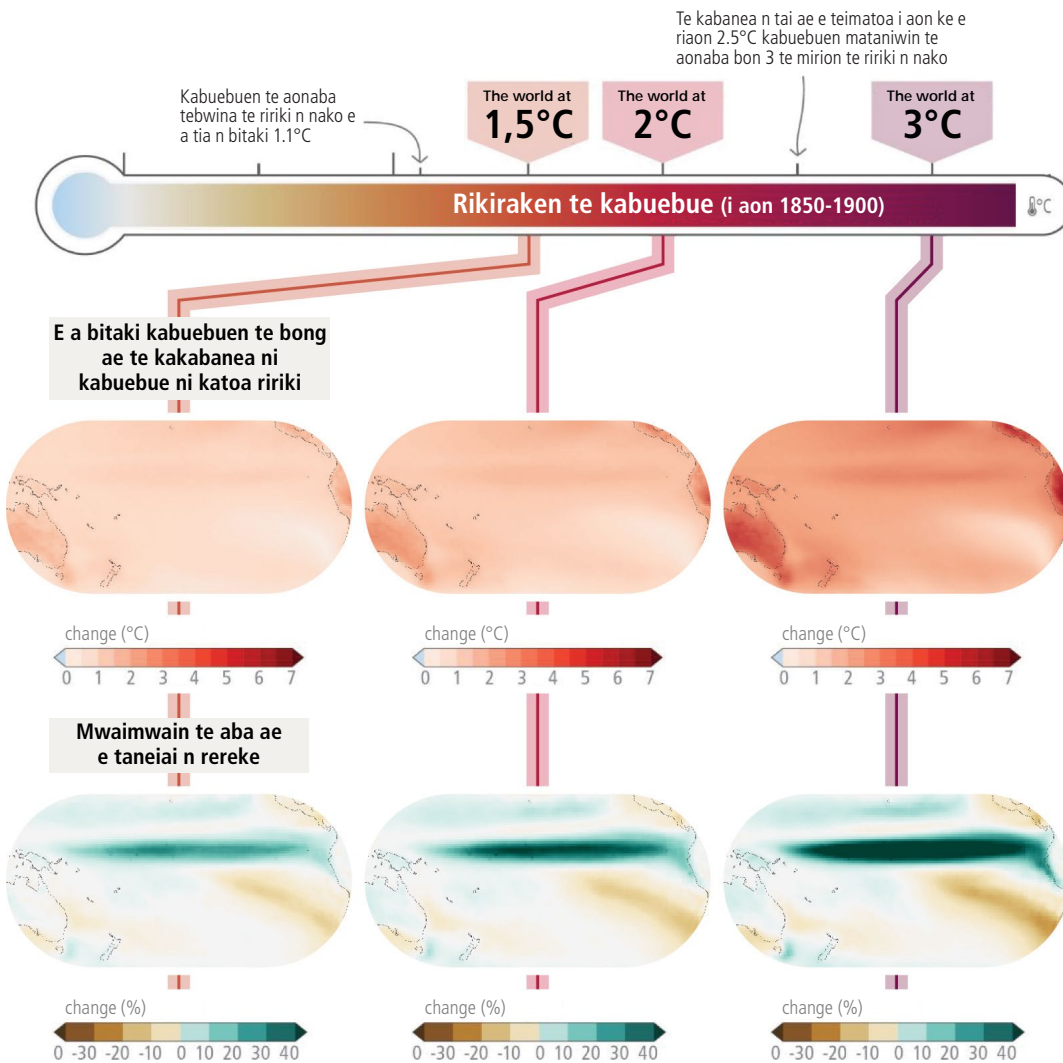 Te kabanea n tai ae e teimatoa i aon ke e
riaon 2.5°C kabuebuen mataniwin te
aonaba bon 3 te mirion te ririki n nako
Kabuebuen te aonaba
tebwina te ririki n nako e
a tia n bitaki 1.1°C
The world at
1,5°C
The world at
2°C
The world at
3°C
Rikiraken te kabuebue (i aon 1850-1900)
°C
E a bitaki kabuebuen te bong
ae te kakabanea ni
kabuebue ni katoa ririki
change (°C)
0 1 2 3 4 5 6 7
change (°C)
0 1 2 3 4 5 6 7
change (°C)
0 1 2 3 4 5 6 7
Mwaimwain te aba ae
e taneiai n rereke
change (%)
0 -30 -20 -10 0 10 20 30 40
change (%)
0 -30 -20 -10 0 10 20 30 40
change (%)
0 -30 -20 -10 0 10 20 30 40